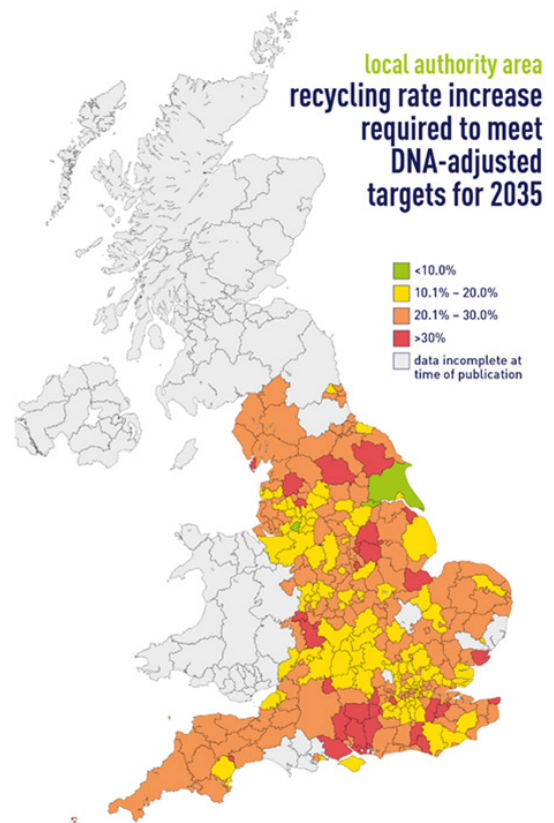 local authority area
recycling rate increase
required to meet
DNA-adjusted
targets for 2035
<10.0%
10.1% – 20.0%
20.1% – 30.0%
>30%
data incomplete at
time of publication